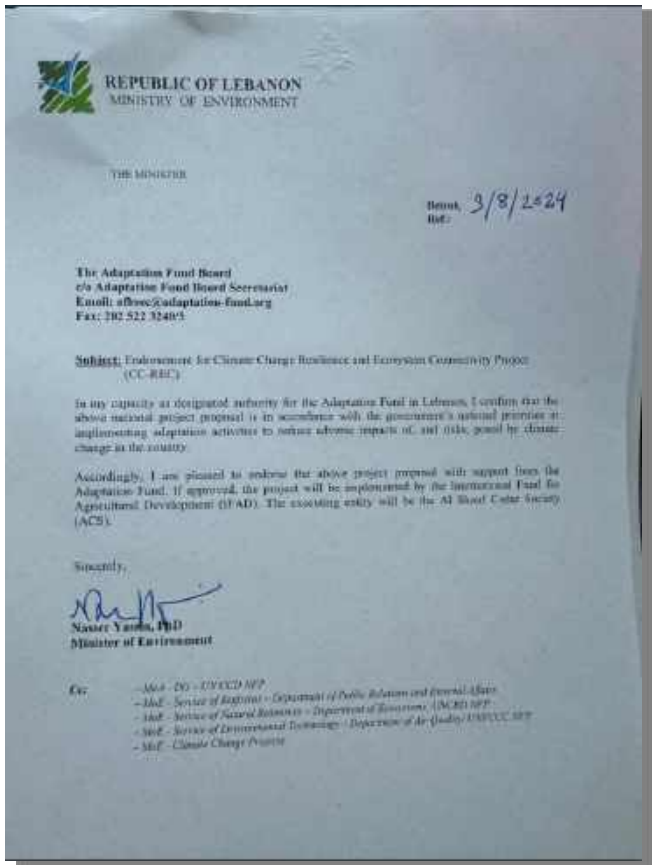 REPUBLIC OF LEBANON
MINISTRY OF ENVIRONMENT
THE MINISTER
Beirut, 3/8/2024
Ref.:
The Adaptation Fund Board
c/o Adaptation Fund Board Secretariat
Email: afbsec@adaptation-fund.org
Fax: 202 522 3240/5
Subject: Endorsement for Climate Change Resilience and Ecosystem Connectivity Project
(CC-REC)
In my capacity as designated authority for the Adaptation Fund in Lebanon, I confirm that the
above national project proposal is in accordance with the government's national priorities in
implementing adaptation activities to reduce adverse impacts of, and risks, posed by climate
change in the country.
Accordingly, I am pleased to endorse the above project proposal with support from the
Adaptation Fund. If approved, the project will be implemented by the International Fund for
Agricultural Development (IFAD). The executing entity will be the Al Shouf Cedar Society
(ACS).
Sincerely,
Nasser Yassin, PhD
Minister of Environment
Cc:
- MoA - DG - UNCCD NFP
- MoE - Service of Registrar - Department of Public Relations and External Affairs
- MoE - Service of Natural Resources - Department of Ecosystems, UNCBD NFP
- MoE - Service of Environmental Technology - Department of Air Quality/ UNFCCC NFP
- MoE - Climate Change Projects